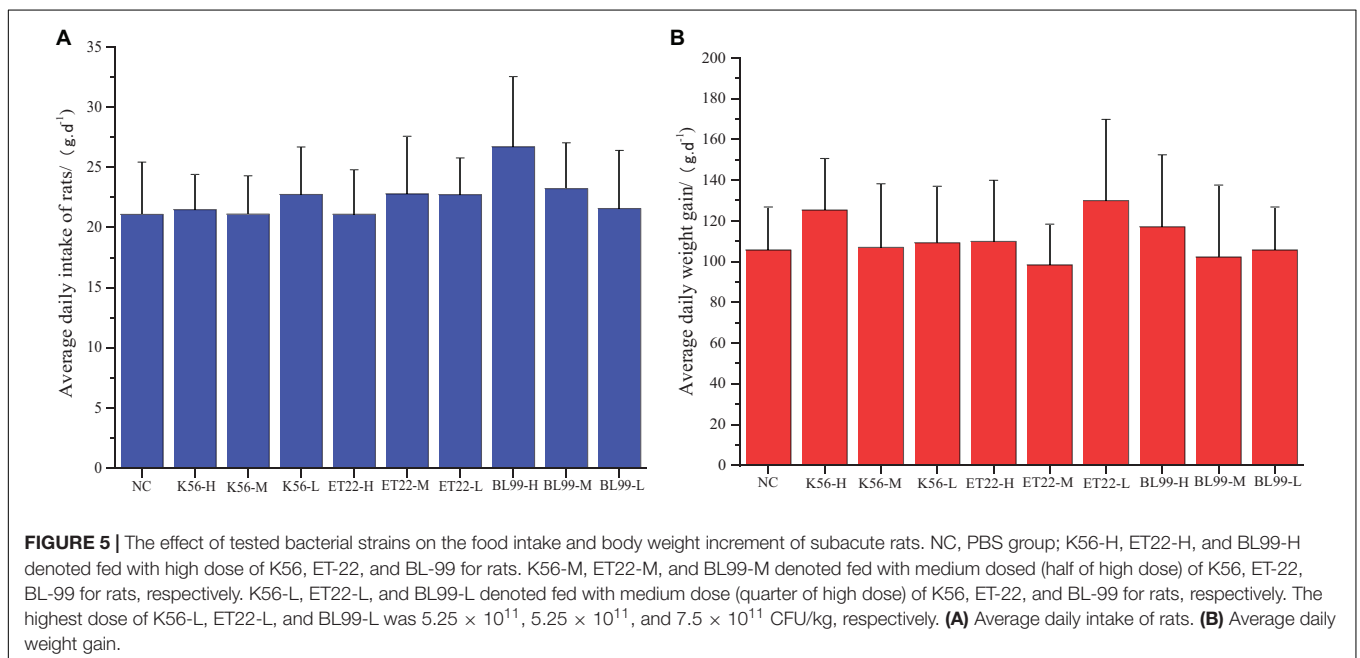 A
35
30
25
20
15
10
5
0
Average daily intake of rats/ (g.d-1)
NC K56-H K56-M K56-L ET22-H ET22-M ET22-L BL99-H BL99-M BL99-L
B
200
180
160
140
120
100
80
60
40
20
0
Average daily weight gain/ (g.d-1)
NC K56-H K56-M K56-L ET22-H ET22-M ET22-L BL99-H BL99-M BL99-L
FIGURE 5 | The effect of tested bacterial strains on the food intake and body weight increment of subacute rats. NC, PBS group; K56-H, ET22-H, and BL99-H
denoted fed with high dose of K56, ET-22, and BL-99 for rats. K56-M, ET22-M, and BL99-M denoted fed with medium dosed (half of high dose) of K56, ET-22,
BL-99 for rats, respectively. K56-L, ET22-L, and BL99-L denoted fed with medium dose (quarter of high dose) of K56, ET-22, and BL-99 for rats, respectively. The
highest dose of K56-L, ET22-L, and BL99-L was 5.25 × 10¹¹, 5.25 × 10¹¹, and 7.5 × 10¹¹ CFU/kg, respectively. (A) Average daily intake of rats. (B) Average daily
weight gain.